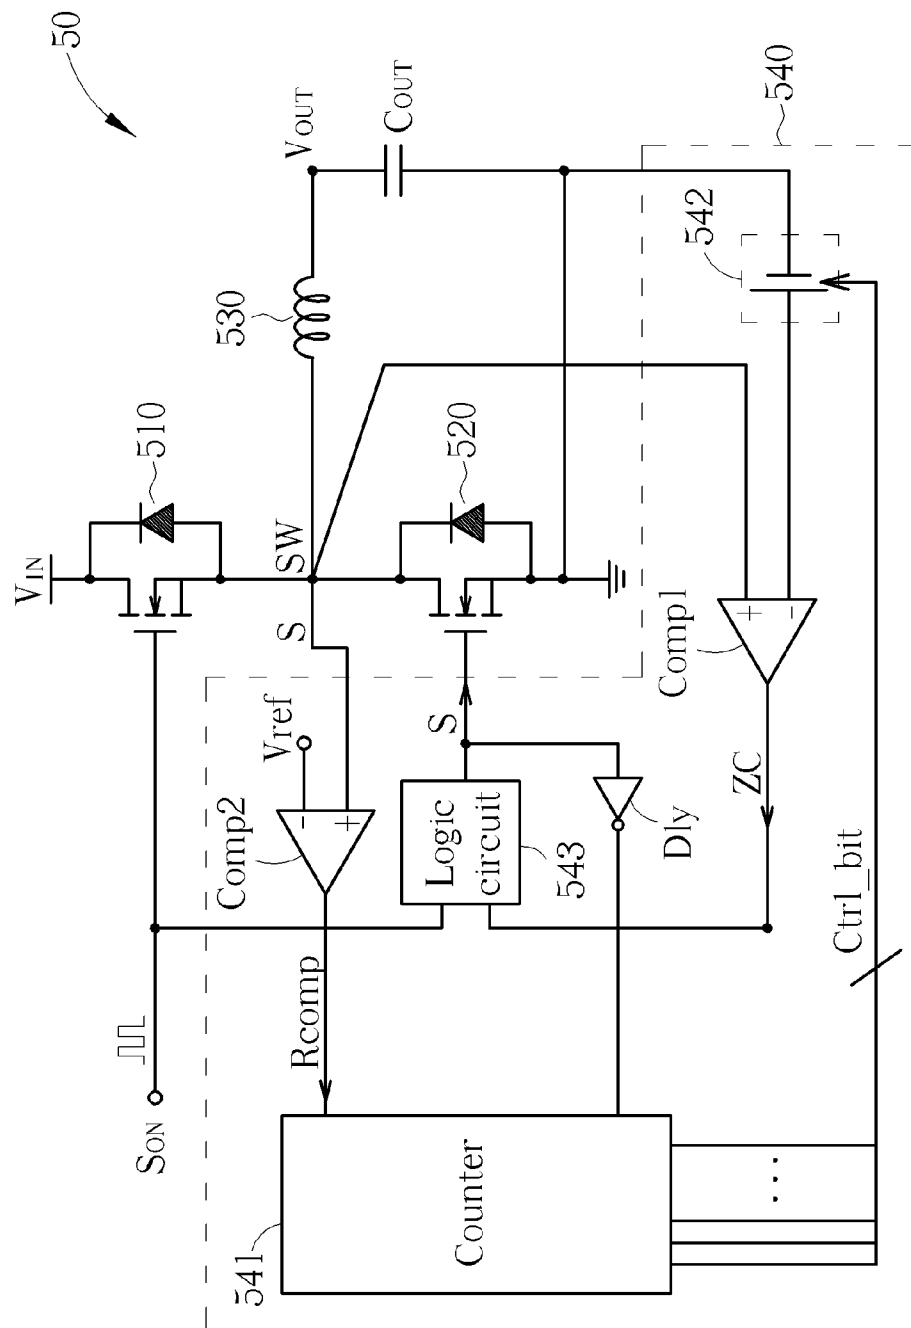 50
VIN
510
SW
530
VOUT
COUT
SON
S
520
540
542
Vref
Comp2
S
Logic
circuit
543
Dly
Comp1
ZC
Rcomp
541
Counter
...
Ctrl_bit
+
-
+
-